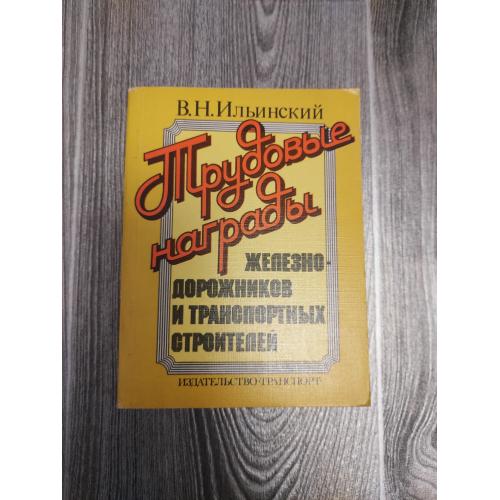 В.Н.Ильинский
Трудовые
награды
ЖЕЛЕЗНО-
ДОРОЖНИКОВ
И ТРАНСПОРТНЫХ
СТРОИТЕЛЕЙ
ИЗДАТЕЛЬСТВО·ТРАНСПОРТ·